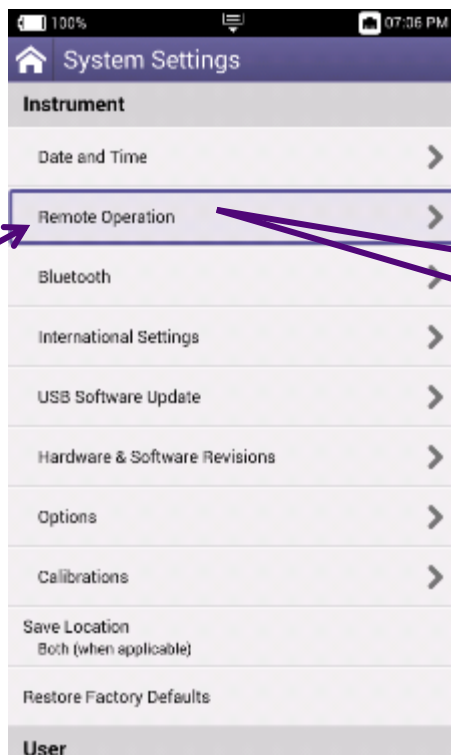 100%
07:06 PM
System Settings
Instrument
Date and Time
Remote Operation
Bluetooth
International Settings
USB Software Update
Hardware & Software Revisions
Options
Calibrations
Save Location
Both (when applicable)
Restore Factory Defaults
User